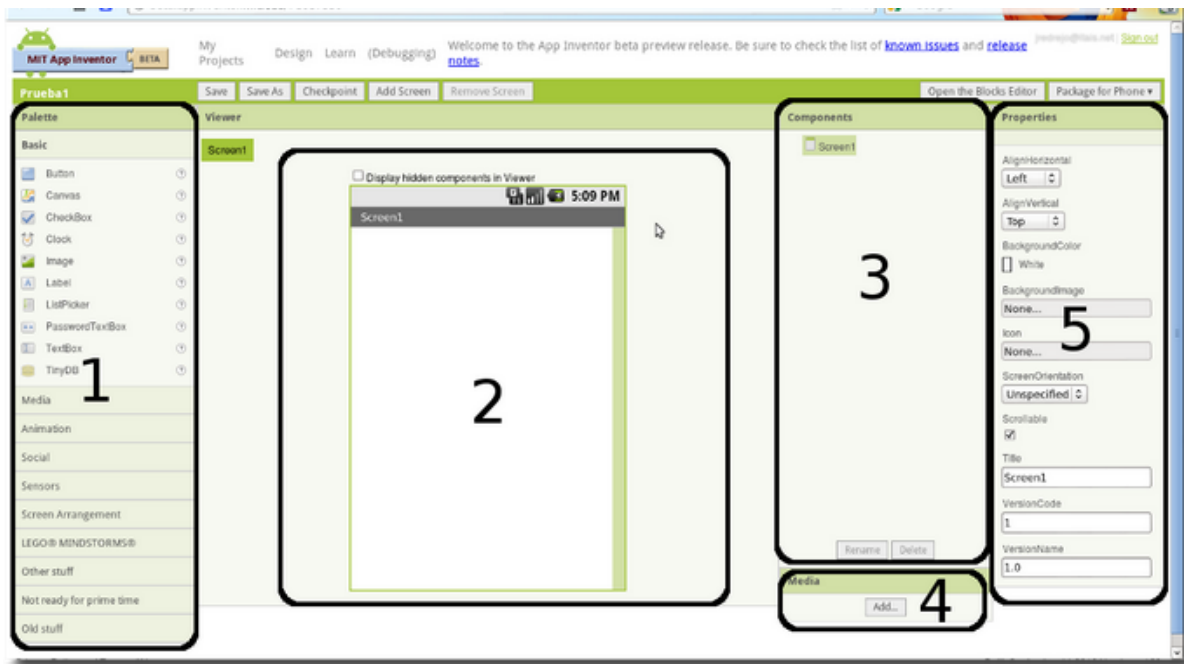 MIT App Inventor BETA
My Projects Design Learn (Debugging)
Welcome to the App Inventor beta preview release. Be sure to check the list of known issues and release notes.
Sign out
Prueba1
Save Save As Checkpoint Add Screen Remove Screen Open the Blocks Editor Package for Phone ▾
Palette
Basic
Button
Canvas
CheckBox
Clock
Image
Label
ListPicker
PasswordTextBox
TextBox
TinyDB
1
Media
Animation
Social
Sensors
Screen Arrangement
LEGO® MINDSTORMS®
Other stuff
Not ready for prime time
Old stuff
Viewer
Screen1
Display hidden components in Viewer
5:09 PM
Screen1
2
Components
Screen1
3
Rename Delete
Media
Add...
4
Properties
AlignHorizontal
Left
AlignVertical
Top
BackgroundColor
White
BackgroundImage
None...
5
Icon
None...
ScreenOrientation
Unspecified
Scrollable
Title
Screen1
VersionCode
1
VersionName
1.0